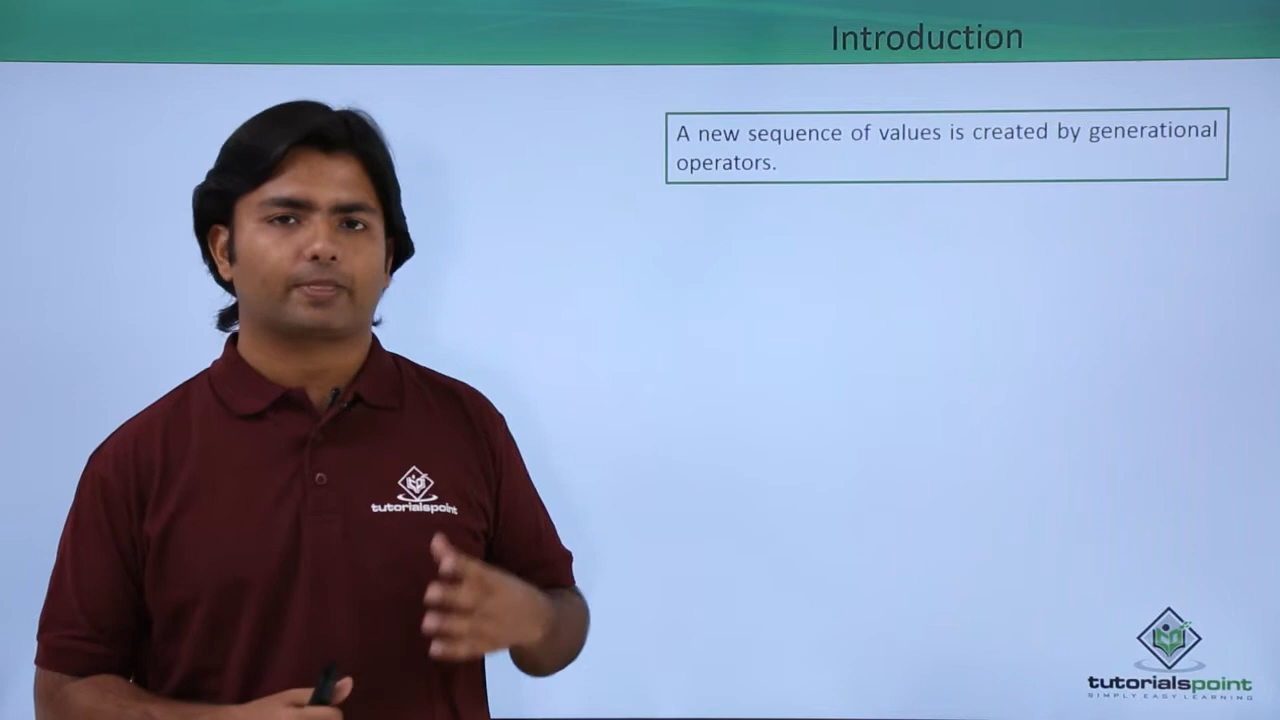 Introduction
A new sequence of values is created by generational
operators.
tutorialspoint
tutorialspoint
SIMPLY EASY LEARNING